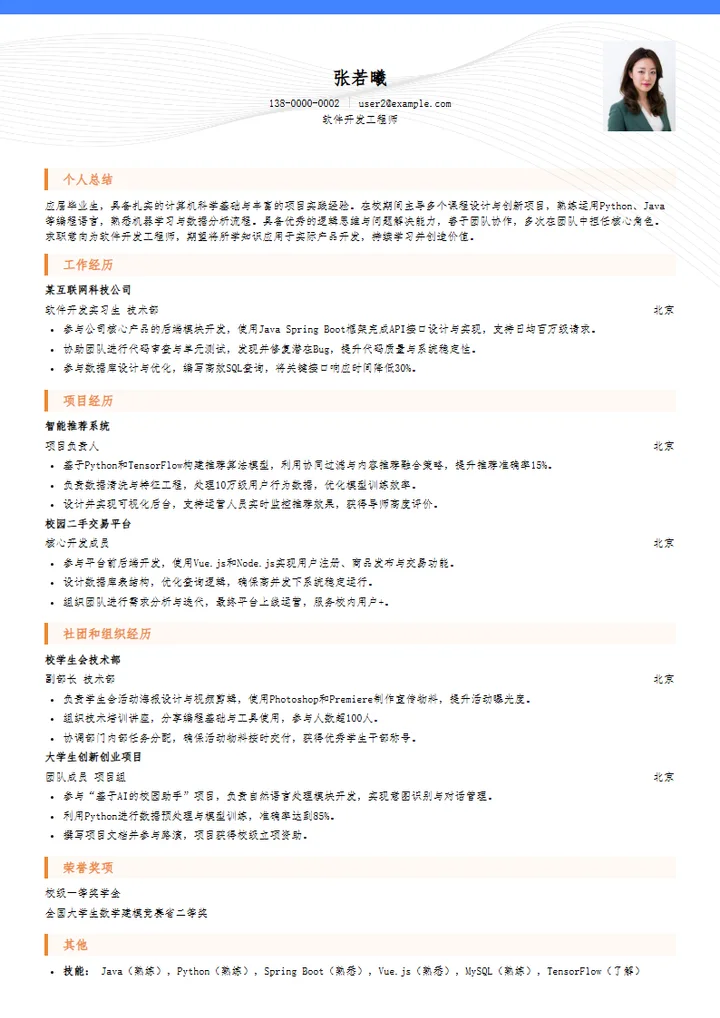 张若曦
138-0000-0002 | user2@example.com
软件开发工程师
个人总结
应届毕业生，具备扎实的计算机科学基础与丰富的项目实践经验。在校期间主导多个课程设计与创新项目，熟练运用Python、Java
等编程语言，熟悉机器学习与数据分析流程。具备优秀的逻辑思维与问题解决能力，善于团队协作，多次在团队中担任核心角色。
求职意向为软件开发工程师，期望将所学知识应用于实际产品开发，持续学习并创造价值。
工作经历
某互联网科技公司
软件开发实习生 技术部 北京
• 参与公司核心产品的后端模块开发，使用Java Spring Boot框架完成API接口设计与实现，支持日均百万级请求。
• 协助团队进行代码审查与单元测试，发现并修复潜在Bug，提升代码质量与系统稳定性。
• 参与数据库设计与优化，编写高效SQL查询，将关键接口响应时间降低30%。
项目经历
智能推荐系统
项目负责人 北京
• 基于Python和TensorFlow构建推荐算法模型，利用协同过滤与内容推荐融合策略，提升推荐准确率15%。
• 负责数据清洗与特征工程，处理10万级用户行为数据，优化模型训练效率。
• 设计并实现可视化后台，支持运营人员实时监控推荐效果，获得导师高度评价。
校园二手交易平台
核心开发成员 北京
• 参与平台前后端开发，使用Vue.js和Node.js实现用户注册、商品发布与交易功能。
• 设计数据库表结构，优化查询逻辑，确保高并发下系统稳定运行。
• 组织团队进行需求分析与迭代，最终平台上线运营，服务校内用户+。
社团和组织经历
校学生会技术部
副部长 技术部 北京
• 负责学生会活动海报设计与视频剪辑，使用Photoshop和Premiere制作宣传物料，提升活动曝光度。
• 组织技术培训讲座，分享编程基础与工具使用，参与人数超100人。
• 协调部门内部任务分配，确保活动物料按时交付，获得优秀学生干部称号。
大学生创新创业项目
团队成员 项目组 北京
• 参与“基于AI的校园助手”项目，负责自然语言处理模块开发，实现意图识别与对话管理。
• 利用Python进行数据预处理与模型训练，准确率达到85%。
• 撰写项目文档并参与路演，项目获得校级立项资助。
荣誉奖项
校级一等奖学金
全国大学生数学建模竞赛省二等奖
其他
• 技能： Java（熟练），Python（熟练），Spring Boot（熟悉），Vue.js（熟悉），MySQL（熟练），TensorFlow（了解）